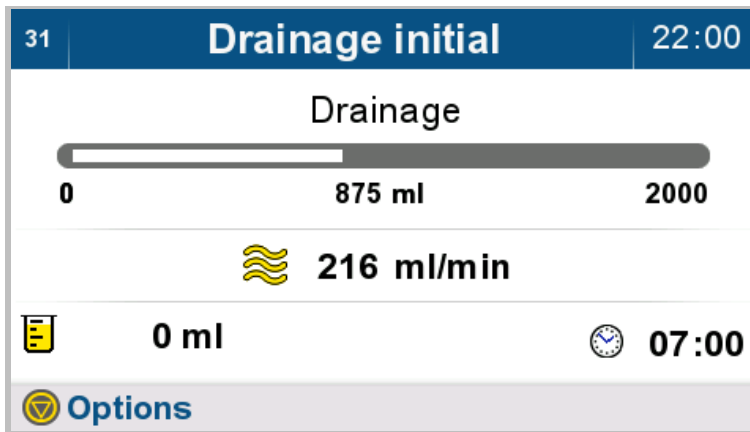 31 Drainage initial 22:00
Drainage
0 875 ml 2000
216 ml/min
0 ml 07:00
Options